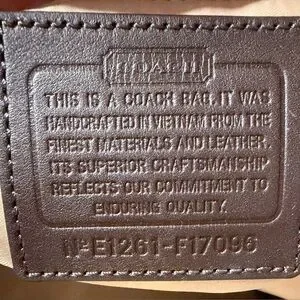 COACH
THIS IS A COACH BAG. IT WAS
HANDCRAFTED IN VIETNAM FROM THE
FINEST MATERIALS AND LEATHER.
ITS SUPERIOR CRAFTSMANSHIP
REFLECTS OUR COMMITMENT TO
ENDURING QUALITY.
Nº E1261-F17096